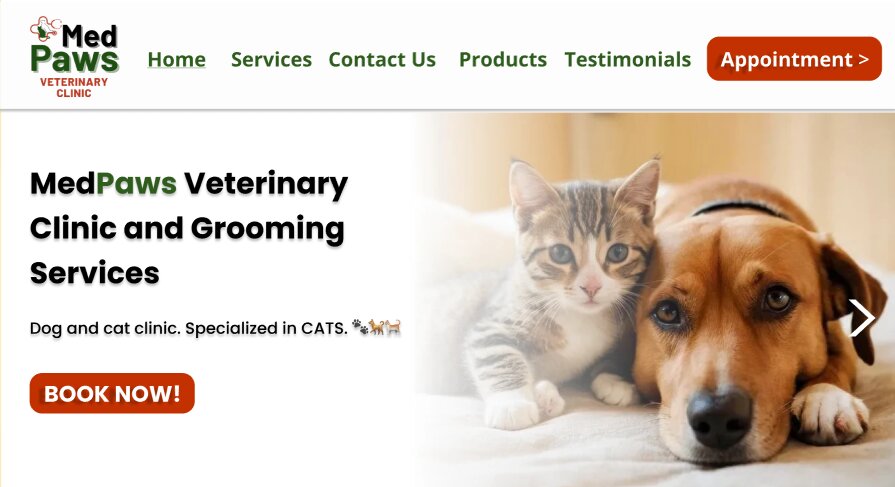 Med
Paws
VETERINARY
CLINIC
Home Services Contact Us Products Testimonials Appointment >
MedPaws Veterinary
Clinic and Grooming
Services
Dog and cat clinic. Specialized in CATS. 🐾🐕🐈
BOOK NOW!